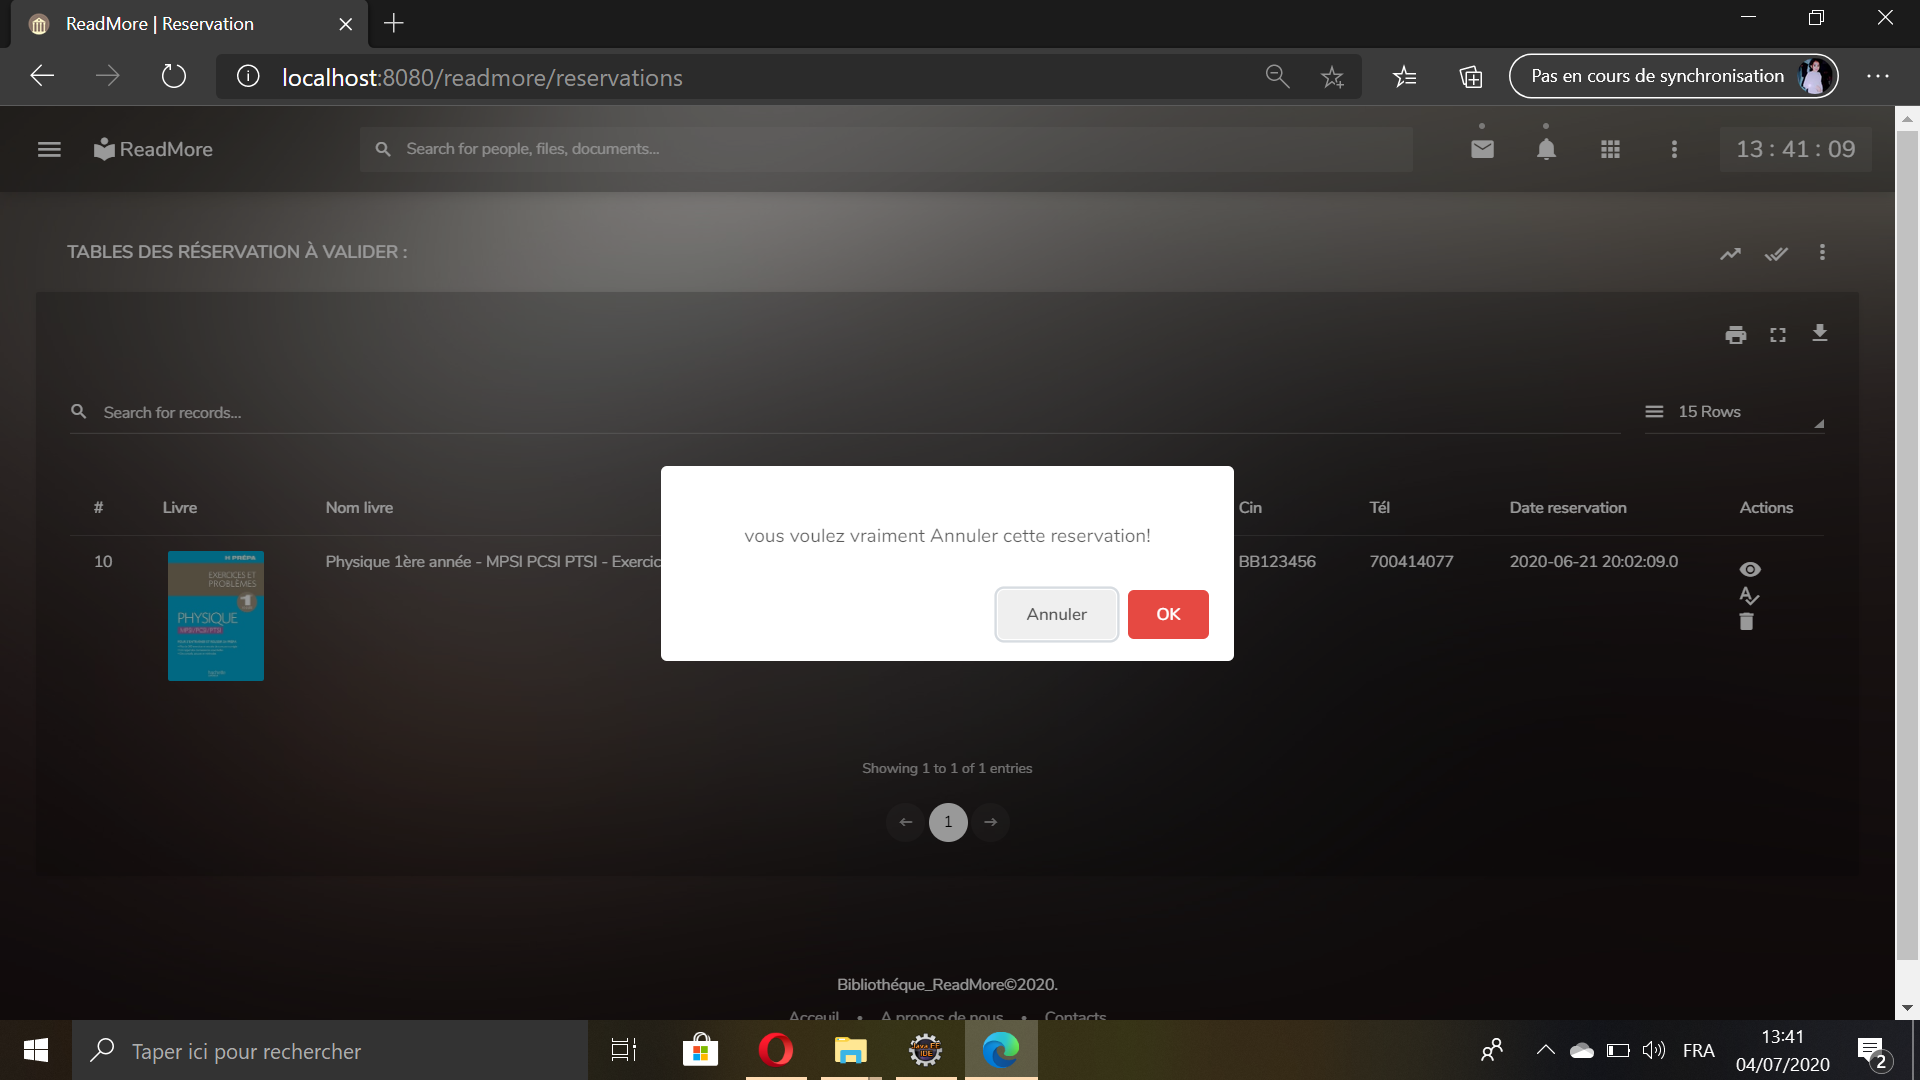 ReadMore | Reservation
localhost:8080/readmore/reservations
Pas en cours de synchronisation
ReadMore
Search for people, files, documents...
13 : 41 : 09
TABLES DES RÉSERVATION À VALIDER :
Search for records...
15 Rows
# Livre Nom livre Cin Tél Date reservation Actions
10 Physique 1ère année - MPSI PCSI PTSI - Exercic BB123456 700414077 2020-06-21 20:02:09.0
H PRÉPA
EXERCICES ET
PROBLÈMES
1
PHYSIQUE
MPSI/PCSI/PTSI
vous voulez vraiment Annuler cette reservation!
Annuler
OK
Showing 1 to 1 of 1 entries
1
Bibliothéque_ReadMore©2020.
Acceuil • A propos de nous • Contacts
Taper ici pour rechercher
Java EE
IDE
FRA
13:41
04/07/2020
2